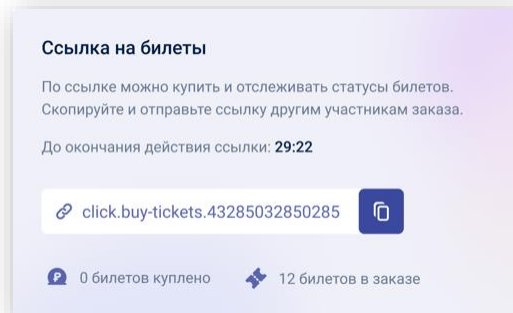 Ссылка на билеты
По ссылке можно купить и отслеживать статусы билетов.
Скопируйте и отправьте ссылку другим участникам заказа.
До окончания действия ссылки: 29:22
click.buy-tickets.43285032850285
0 билетов куплено 12 билетов в заказе